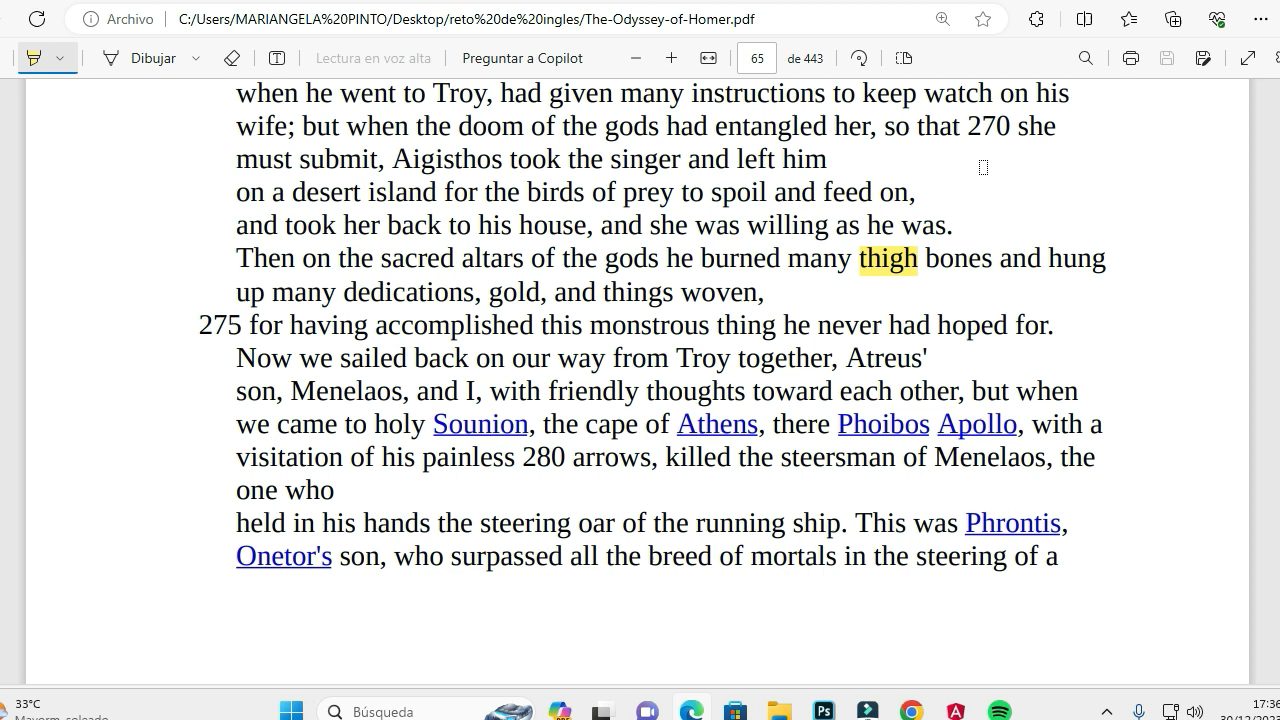 Archivo C:/Users/MARIANGELA%20PINTO/Desktop/reto%20de%20ingles/The-Odyssey-of-Homer.pdf
Dibujar Lectura en voz alta Preguntar a Copilot 65 de 443
when he went to Troy, had given many instructions to keep watch on his
wife; but when the doom of the gods had entangled her, so that 270 she
must submit, Aigisthos took the singer and left him
on a desert island for the birds of prey to spoil and feed on,
and took her back to his house, and she was willing as he was.
Then on the sacred altars of the gods he burned many thigh bones and hung
up many dedications, gold, and things woven,
275 for having accomplished this monstrous thing he never had hoped for.
Now we sailed back on our way from Troy together, Atreus'
son, Menelaos, and I, with friendly thoughts toward each other, but when
we came to holy Sounion, the cape of Athens, there Phoibos Apollo, with a
visitation of his painless 280 arrows, killed the steersman of Menelaos, the
one who
held in his hands the steering oar of the running ship. This was Phrontis,
Onetor's son, who surpassed all the breed of mortals in the steering of a
33°C
Búsqueda
Ps
17:36